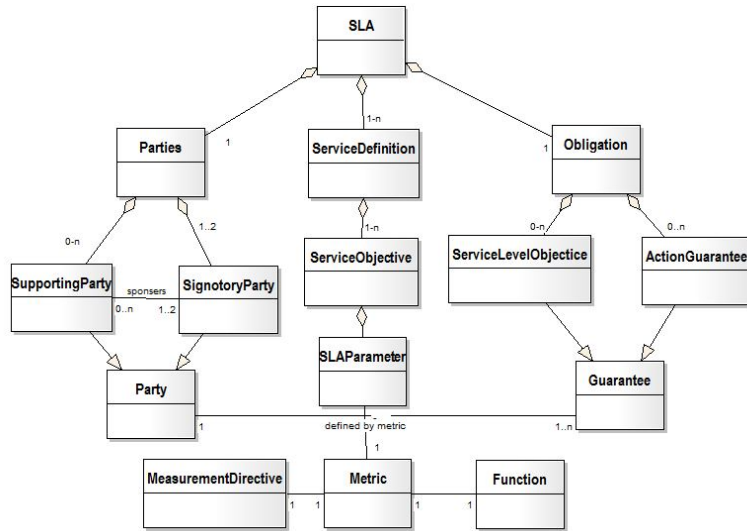 SLA
1
1-n
1
Parties
ServiceDefinition
Obligation
0-n
1..2
1-n
0-n
0..n
SupportingParty
SignotoryParty
ServiceObjective
ServiceLevelObjectice
ActionGuarantee
sponsers
0..n
1..2
SLAParameter
Party
Guarantee
1
-
defined by metric
1..n
1
MeasurementDirective
Metric
Function
1
1
1
1